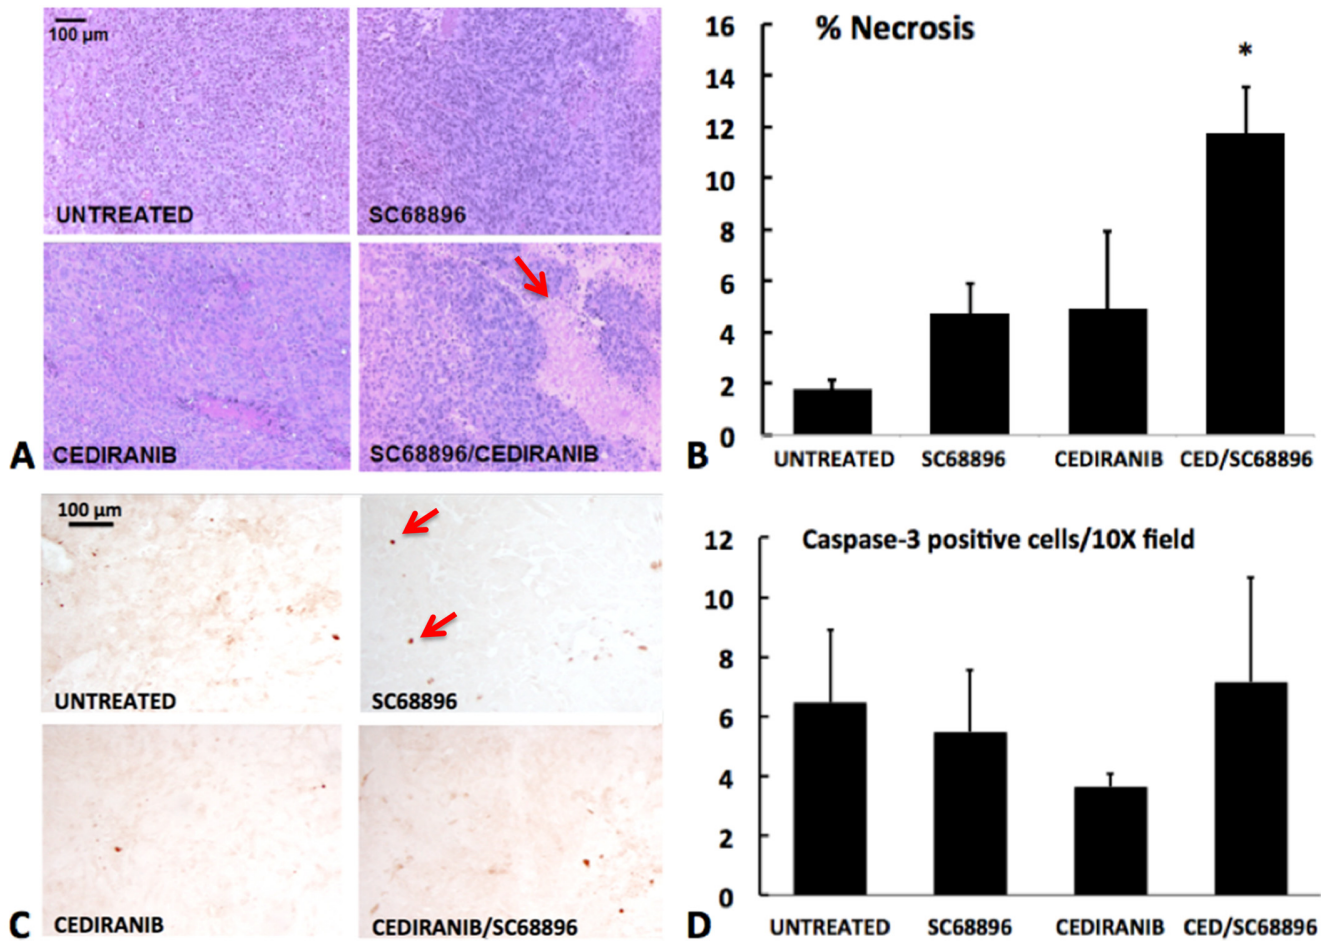 100 µm
UNTREATED
SC68896
CEDIRANIB
SC68896/CEDIRANIB
A
% Necrosis
*
16
14
12
10
8
6
4
2
0
UNTREATED SC68896 CEDIRANIB CED/SC68896
B
100 µm
UNTREATED
SC68896
CEDIRANIB
CEDIRANIB/SC68896
C
Caspase-3 positive cells/10X field
12
10
8
6
4
2
0
UNTREATED SC68896 CEDIRANIB CED/SC68896
D